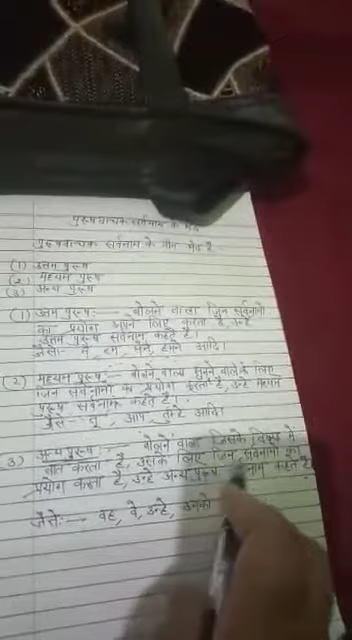 पुरुषवाचक सर्वनाम के भेद
पुरुषवाचक सर्वनाम के तीन भेद है
(1) उत्तम पुरुष
(2) मध्यम पुरुष
(3) अन्य पुरुष
(1) उत्तम पुरुष:- बोलने वाला जिन सर्वनामो
का प्रयोग अपने लिए करता है, उन्हे
उत्तम पुरुष सर्वनाम कहते है।
जैसे:- मै, हम, मैने, हमने आदि।
(2) मध्यम पुरुष:- बोलने वाला सुनने वाले के लिए
जिन सर्वनामो का प्रयोग करता है, उन्हे मध्यम
पुरुष सर्वनाम कहते है।
जैसे:- तू, आप, तुम्हे आदि।
3) अन्य पुरुष:- बोलने वाला जिसके विषय में
बात करता है, उसके लिए जिन सर्वनामो का
प्रयोग करता है, उन्हे अन्य पुरुष नाम कहते है
जैसे:- वह, वे, उन्हे, उनको